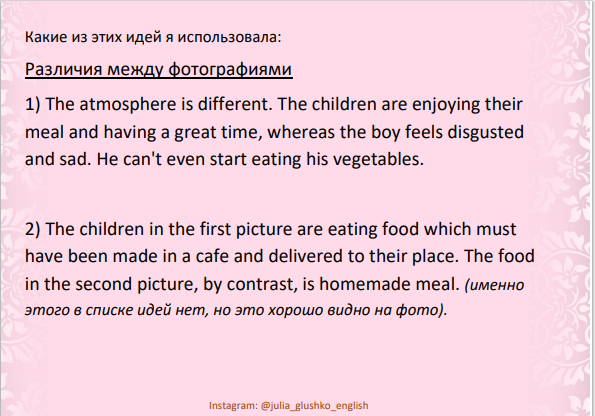 Какие из этих идей я использовала:
Различия между фотографиями
1) The atmosphere is different. The children are enjoying their
meal and having a great time, whereas the boy feels disgusted
and sad. He can't even start eating his vegetables.
2) The children in the first picture are eating food which must
have been made in a cafe and delivered to their place. The food
in the second picture, by contrast, is homemade meal. (именно
этого в списке идей нет, но это хорошо видно на фото).
Instagram: @julia_glushko_english